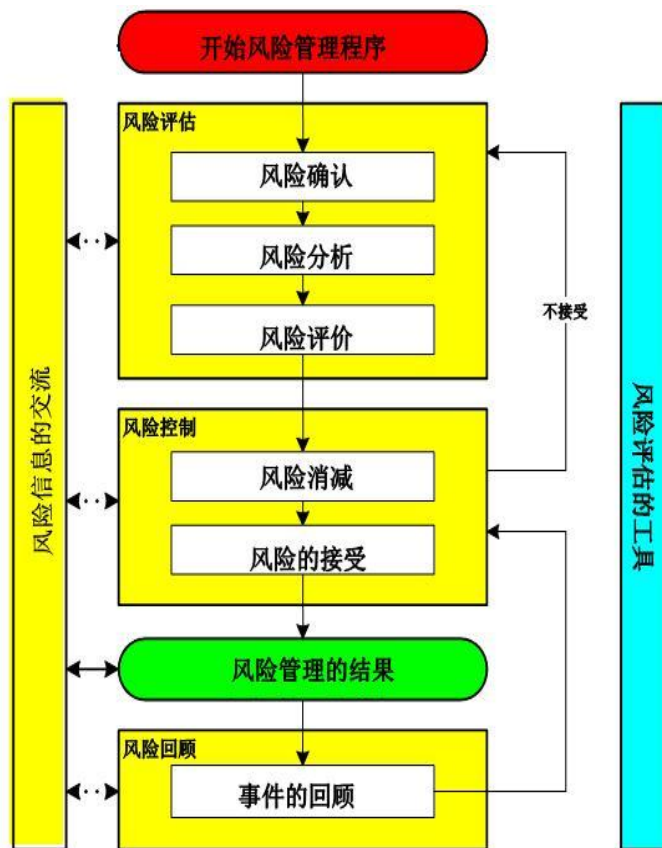 开始风险管理程序
风险评估
风险确认
风险分析
风险评价
不接受
风险控制
风险消减
风险的接受
风险管理的结果
风险回顾
事件的回顾
风险信息的交流
风险评估的工具